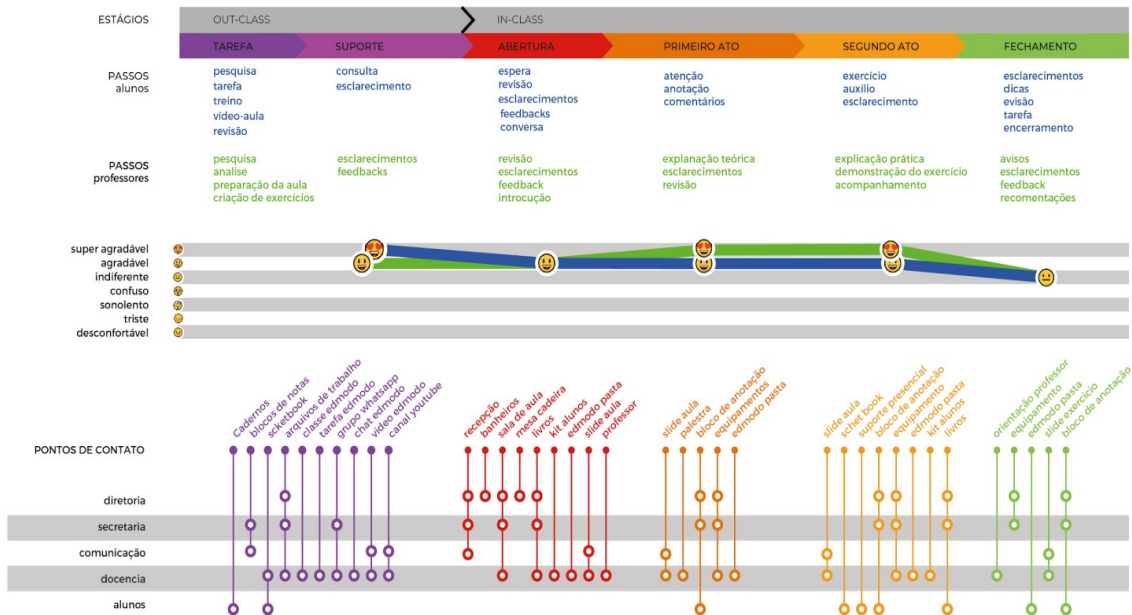 ESTÁGIOS
OUT-CLASS
IN-CLASS
TAREFA
SUPORTE
ABERTURA
PRIMEIRO ATO
SEGUNDO ATO
FECHAMENTO
PASSOS
alunos
pesquisa
tarefa
treino
vídeo-aula
revisão
consulta
esclarecimento
espera
revisão
esclarecimentos
feedbacks
conversa
atenção
anotação
comentários
exercício
auxílio
esclarecimento
esclarecimentos
dicas
evisão
tarefa
encerramento
PASSOS
professores
pesquisa
analise
preparação da aula
criação de exercícios
esclarecimentos
feedbacks
revisão
esclarecimentos
feedback
introcução
explanação teórica
esclarecimentos
revisão
explicação prática
demonstração do exercício
acompanhamento
avisos
esclarecimentos
feedback
recomentações
super agradável
agradável
indiferente
confuso
sonolento
triste
desconfortável
PONTOS DE CONTATO
Cadernos
blocos de notas
scketbook
arquivos de trabalho
classe edmodo
tarefa edmodo
grupo whatsapp
chat edmodo
vídeo edmodo
canal youtube
recepção
banheiros
sala de aula
mesa cadeira
livros
kit alunos
edmodo pasta
slide aula
professor
slide aula
palestra
bloco de anotação
equipamentos
edmodo pasta
slide aula
schet book
suporte presencial
bloco de anotação
equipamento
edmodo pasta
kit alunos
livros
orientação professor
equipamento
edmodo pasta
slide exercício
bloco de anotação
diretoria
secretaria
comunicação
docencia
alunos